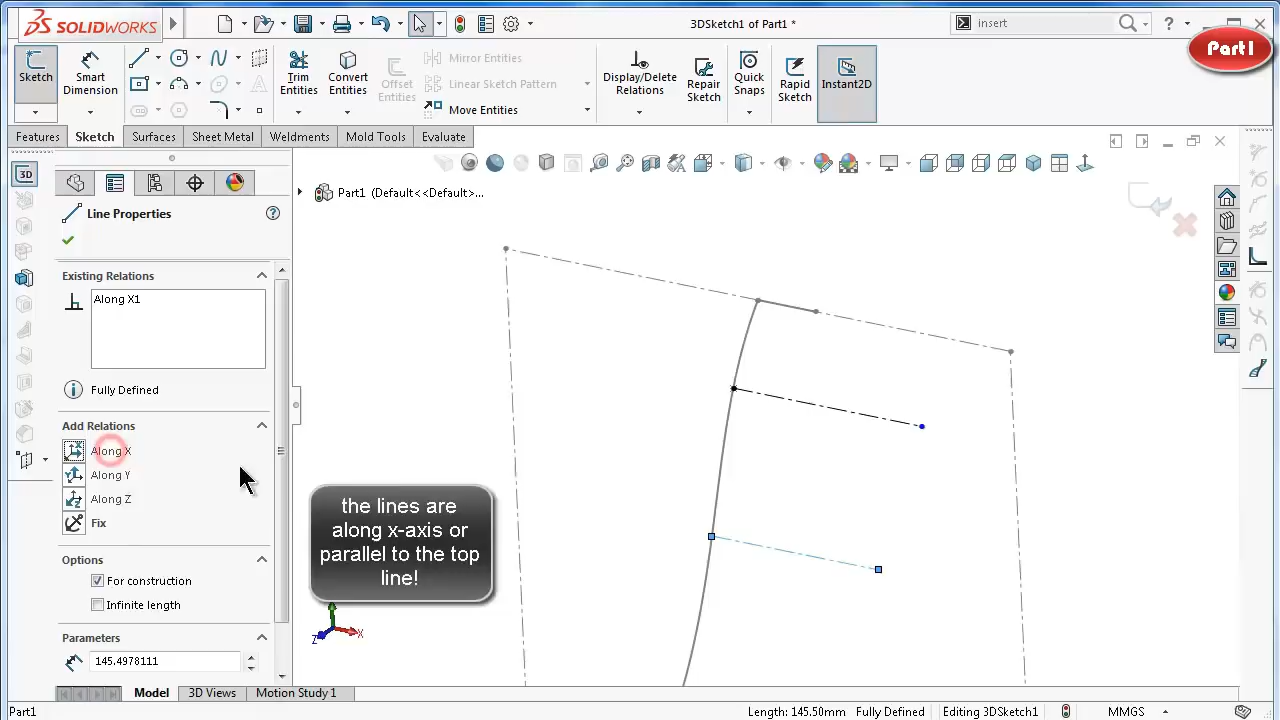 SOLIDWORKS
3DSketch1 of Part1 *
insert
?
Part1
Sketch
Smart
Dimension
Trim
Entities
Convert
Entities
Offset
Entities
Mirror Entities
Linear Sketch Pattern
Move Entities
Display/Delete
Relations
Repair
Sketch
Quick
Snaps
Rapid
Sketch
Instant2D
Features
Sketch
Surfaces
Sheet Metal
Weldments
Mold Tools
Evaluate
3D
Part1 (Default<<Default>...
Line Properties
?
Existing Relations
Along X1
Fully Defined
Add Relations
Along X
Along Y
Along Z
Fix
Options
For construction
Infinite length
Parameters
145.4978111
the lines are
along x-axis or
parallel to the top
line!
Z
X
Model
3D Views
Motion Study 1
Part1
Length: 145.50mm
Fully Defined
Editing 3DSketch1
MMGS